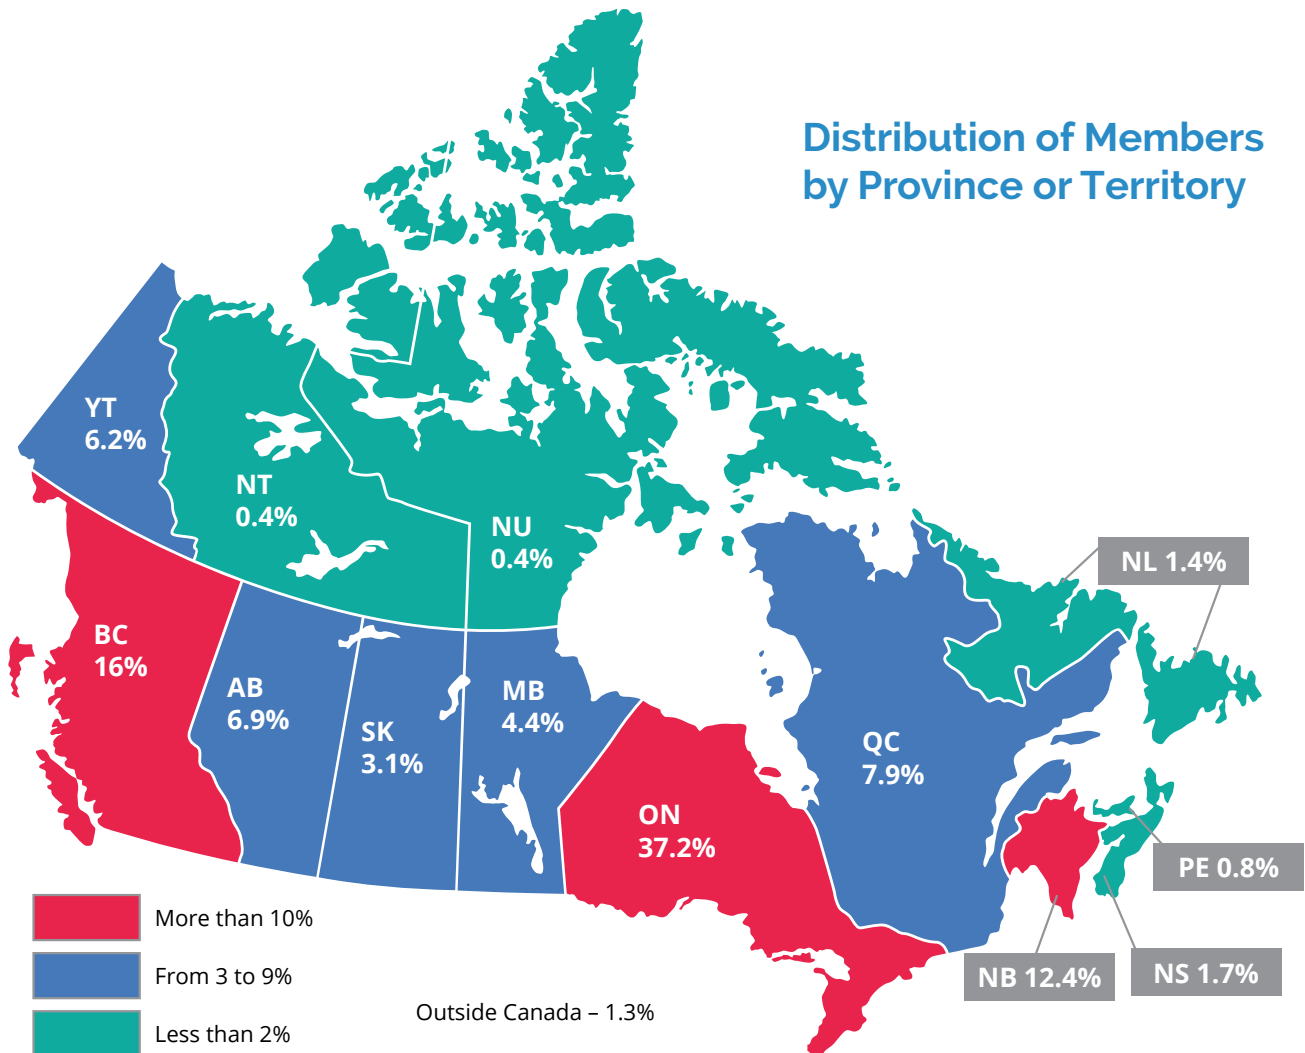 Distribution of Members
by Province or Territory
YT
6.2%
NT
0.4%
NU
0.4%
NL 1.4%
BC
16%
AB
6.9%
SK
3.1%
MB
4.4%
QC
7.9%
ON
37.2%
PE 0.8%
NB 12.4%
NS 1.7%
More than 10%
From 3 to 9%
Less than 2%
Outside Canada – 1.3%